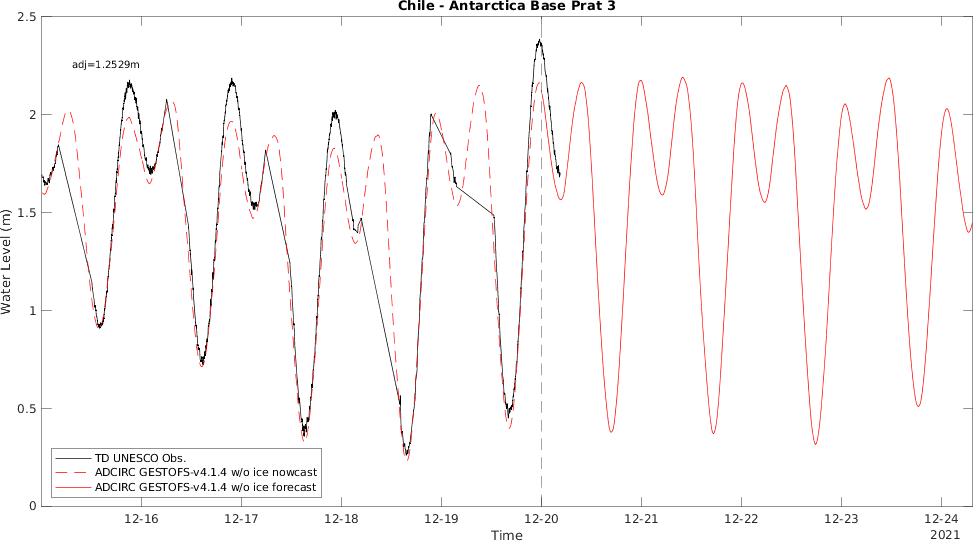 Chile - Antarctica Base Prat 3
2.5
adj=1.2529m
2
1.5
Water Level (m)
1
0.5
TD UNESCO Obs.
ADCIRC GESTOFS-v4.1.4 w/o ice nowcast
ADCIRC GESTOFS-v4.1.4 w/o ice forecast
0
12-16 12-17 12-18 12-19 12-20 12-21 12-22 12-23 12-24
Time 2021